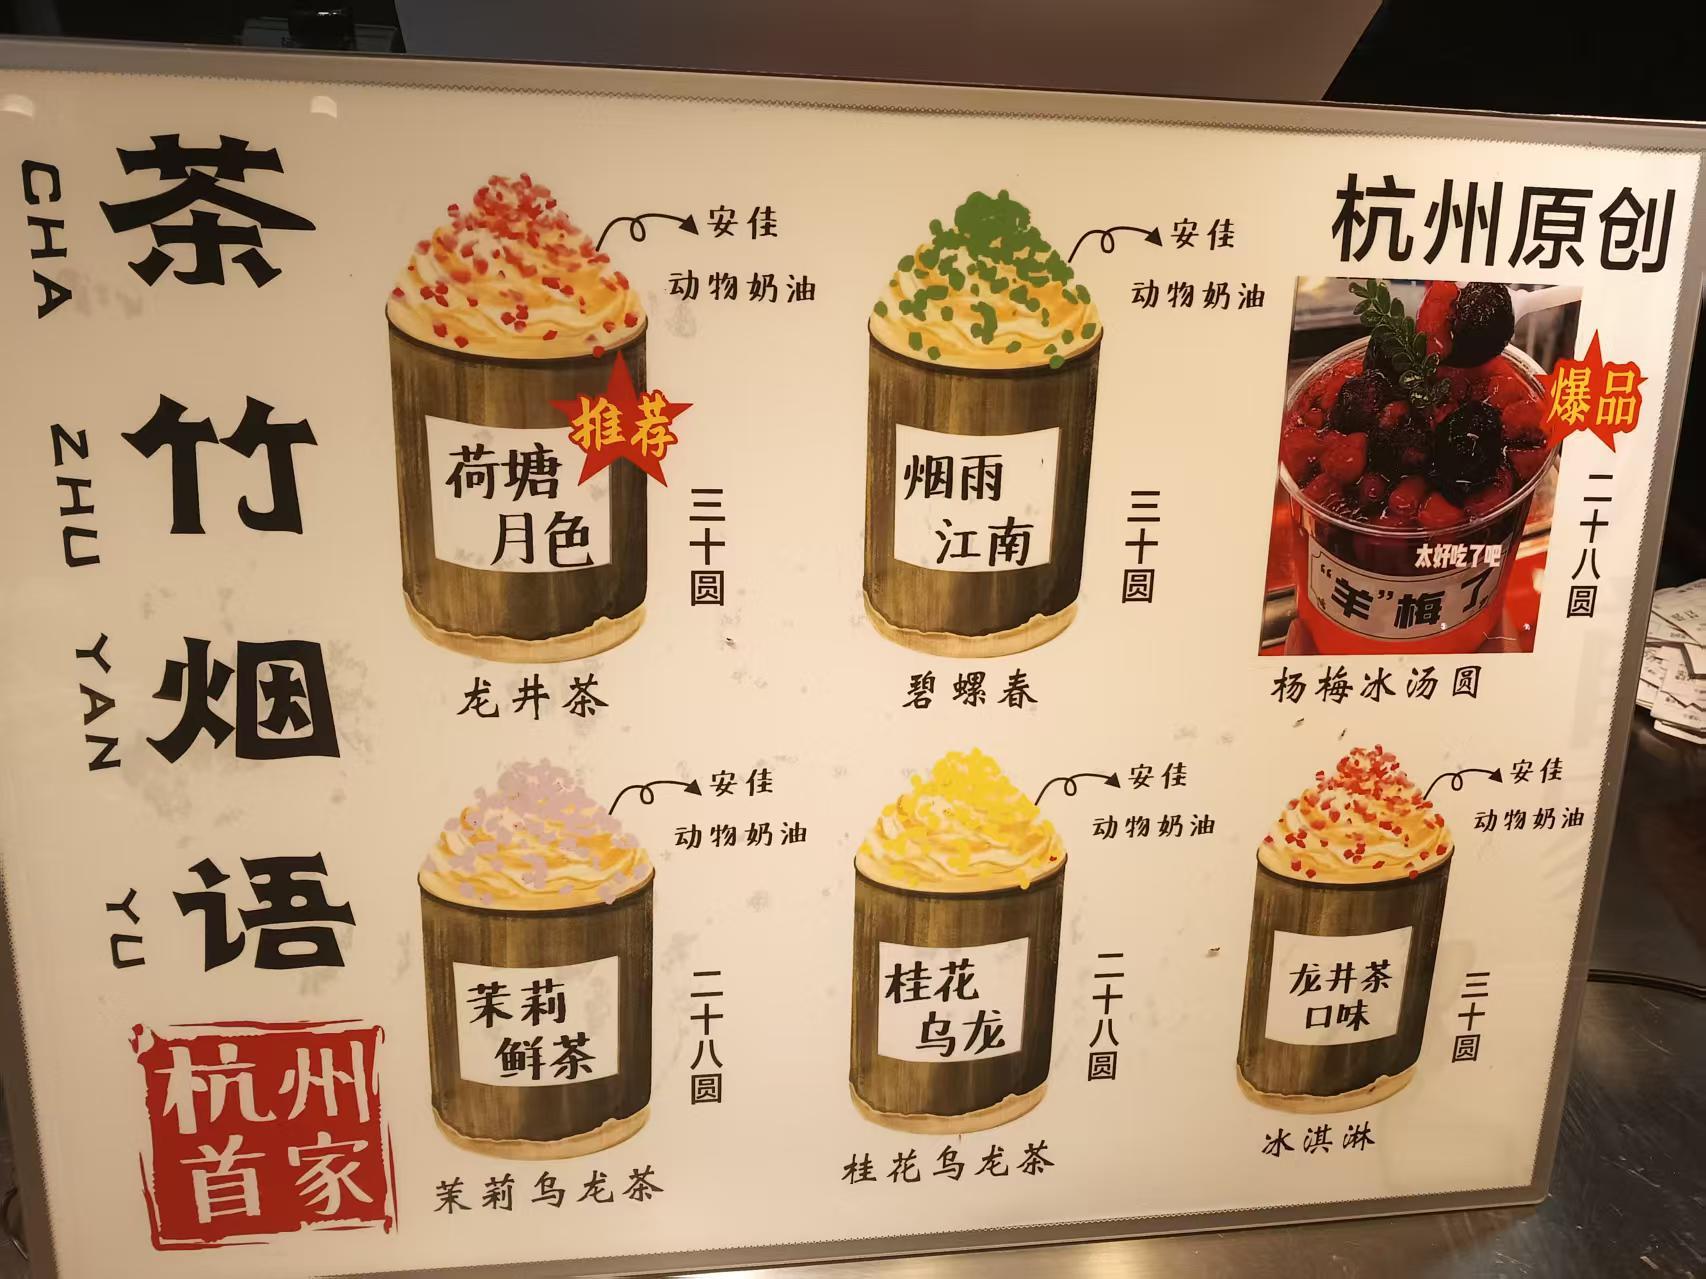 茶竹烟语
CHA ZHU YAN YU
杭州
首家
安佳
动物奶油
推荐
荷塘
月色
三十圆
龙井茶
安佳
动物奶油
烟雨
江南
三十圆
碧螺春
杭州原创
爆品
太好吃了吧
“羊”梅了
二十八圆
杨梅冰汤圆
安佳
动物奶油
茉莉
鲜茶
二十八圆
茉莉乌龙茶
安佳
动物奶油
桂花
乌龙
二十八圆
桂花乌龙茶
安佳
动物奶油
龙井茶
口味
三十圆
冰淇淋